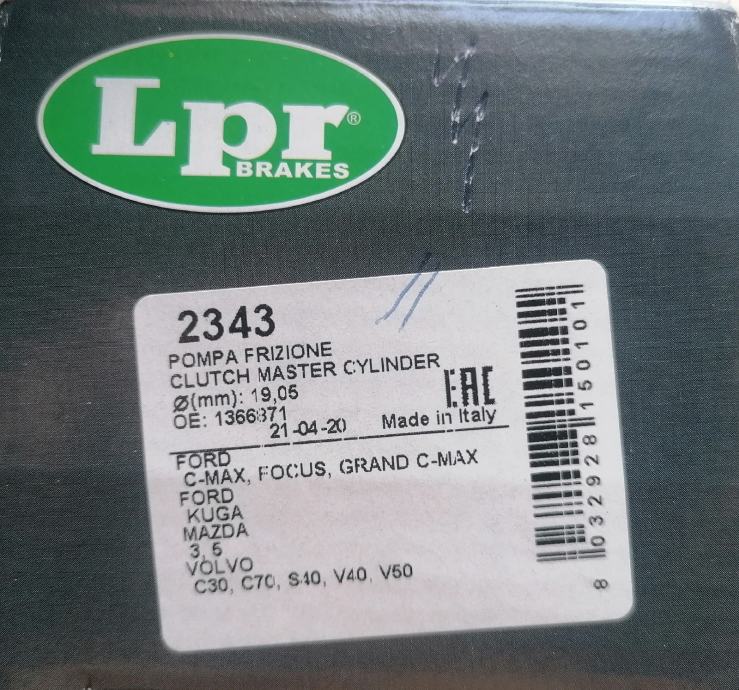 Lpr®
BRAKES
2343
POMPA FRIZIONE
CLUTCH MASTER CYLINDER
Ø(mm): 19,05
EAC
OE: 1366871
21-04-20 Made in Italy
FORD
C-MAX, FOCUS, GRAND C-MAX
FORD
KUGA
MAZDA
3, 5
VOLVO
C30, C70, S40, V40, V50
8 032928 150101